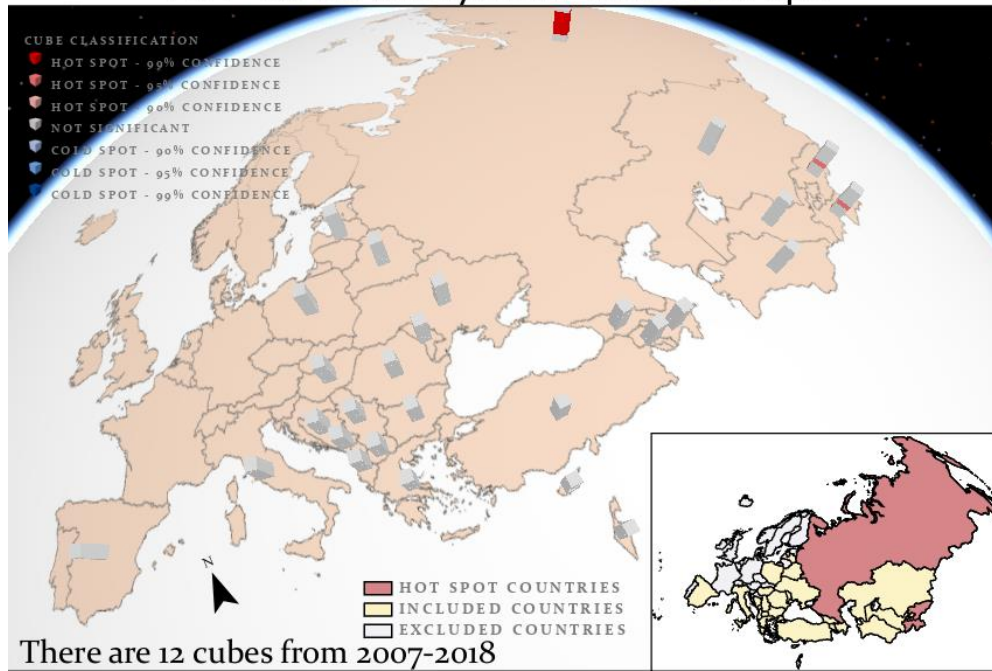 CUBE CLASSIFICATION
HOT SPOT - 99% CONFIDENCE
HOT SPOT - 95% CONFIDENCE
HOT SPOT - 90% CONFIDENCE
NOT SIGNIFICANT
COLD SPOT - 90% CONFIDENCE
COLD SPOT - 95% CONFIDENCE
COLD SPOT - 99% CONFIDENCE
N
HOT SPOT COUNTRIES
INCLUDED COUNTRIES
EXCLUDED COUNTRIES
There are 12 cubes from 2007-2018